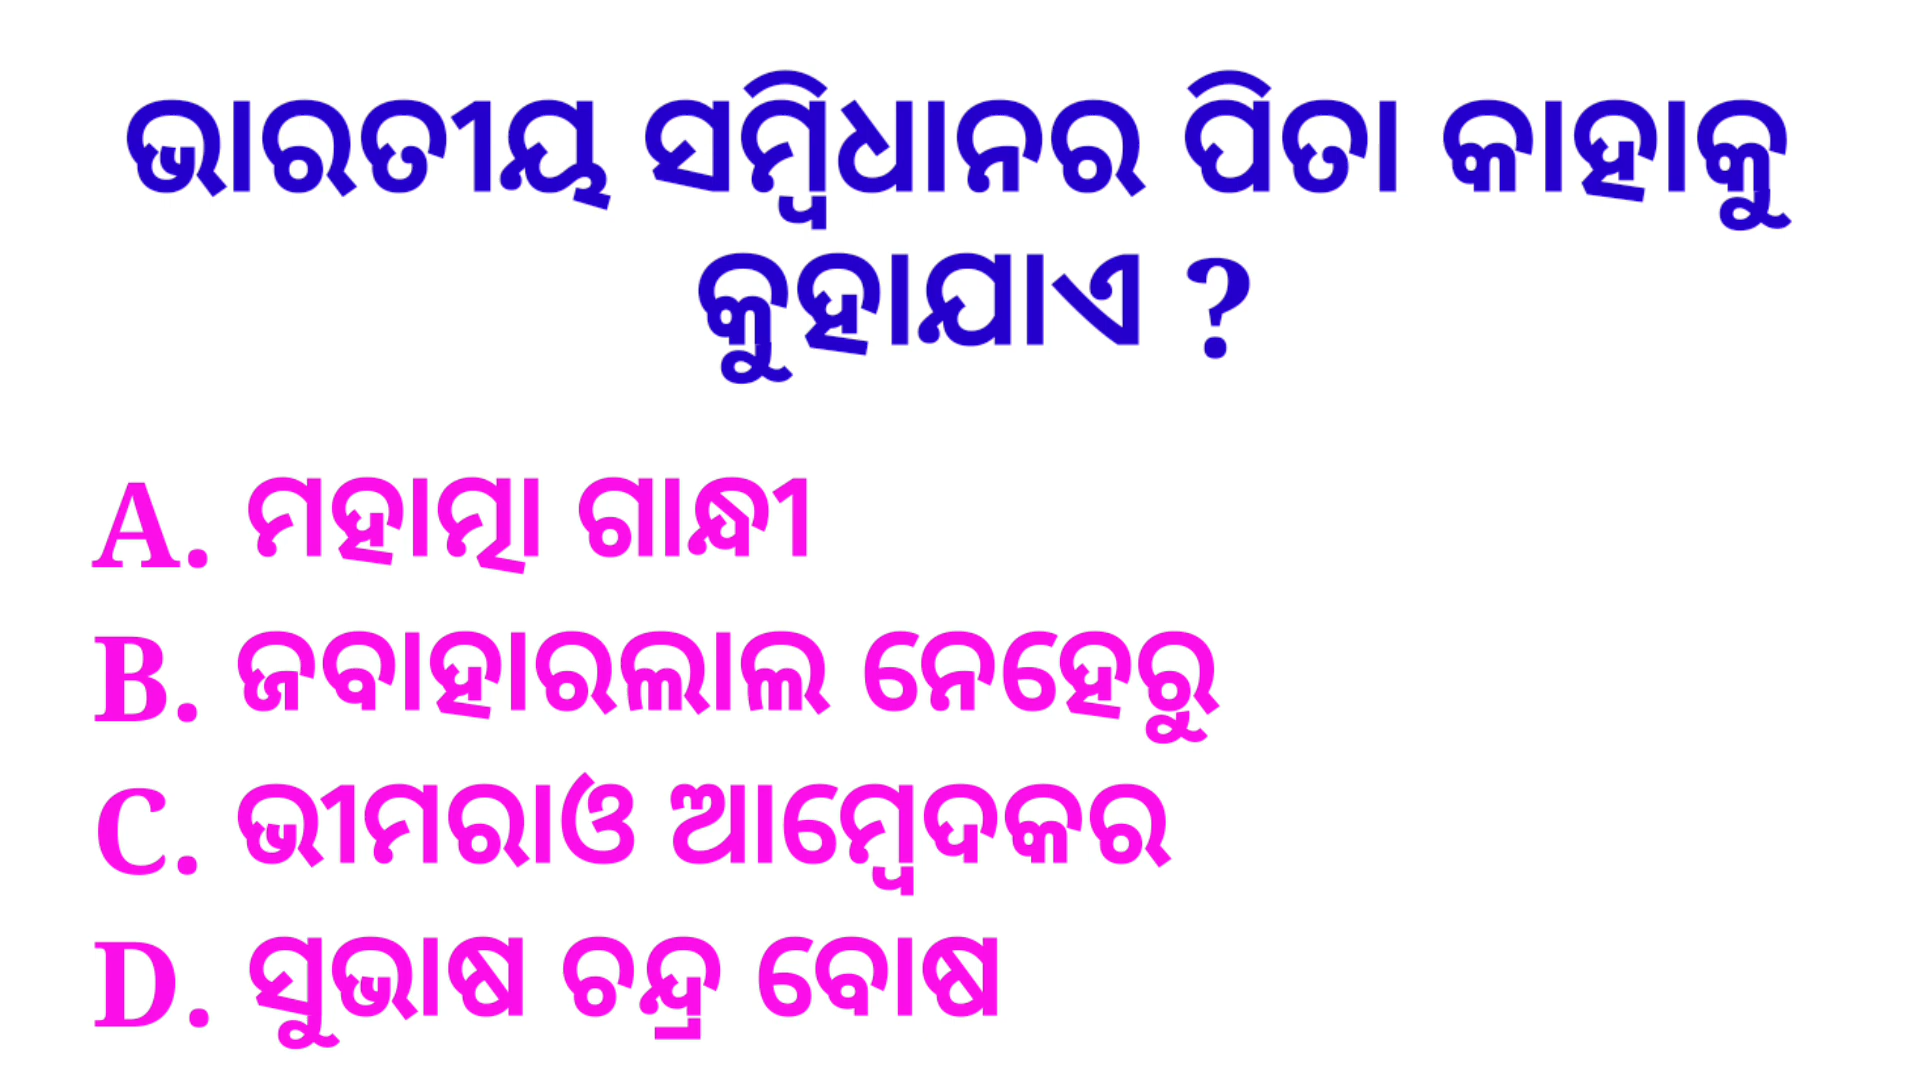 ଭାରତୀୟ ସମ୍ବିଧାନର ପିତା କାହାକୁ
କୁହାଯାଏ ?
A. ମହାତ୍ମା ଗାନ୍ଧୀ
B. ଜବାହାରଲାଲ ନେହେରୁ
C. ଭୀମରାଓ ଆମ୍ବେଦକର
D. ସୁଭାଷ ଚନ୍ଦ୍ର ବୋଷ